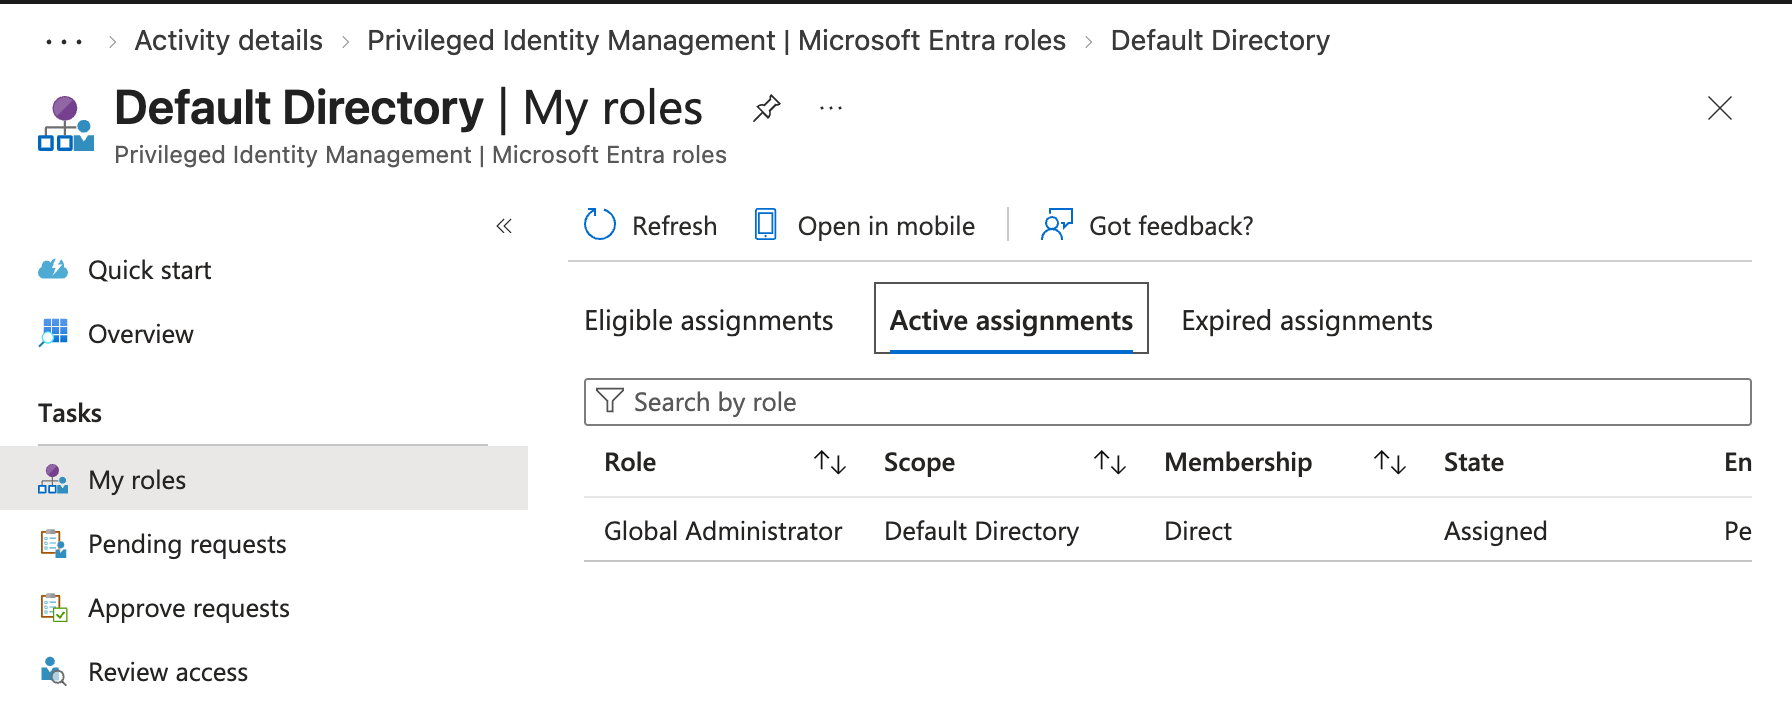 ··· > Activity details > Privileged Identity Management | Microsoft Entra roles > Default Directory
Default Directory | My roles ···
Privileged Identity Management | Microsoft Entra roles
«
Refresh Open in mobile | Got feedback?
Quick start
Overview
Tasks
My roles
Pending requests
Approve requests
Review access
Eligible assignments Active assignments Expired assignments
Search by role
Role ↑↓ Scope ↑↓ Membership ↑↓ State En
Global Administrator Default Directory Direct Assigned Pe